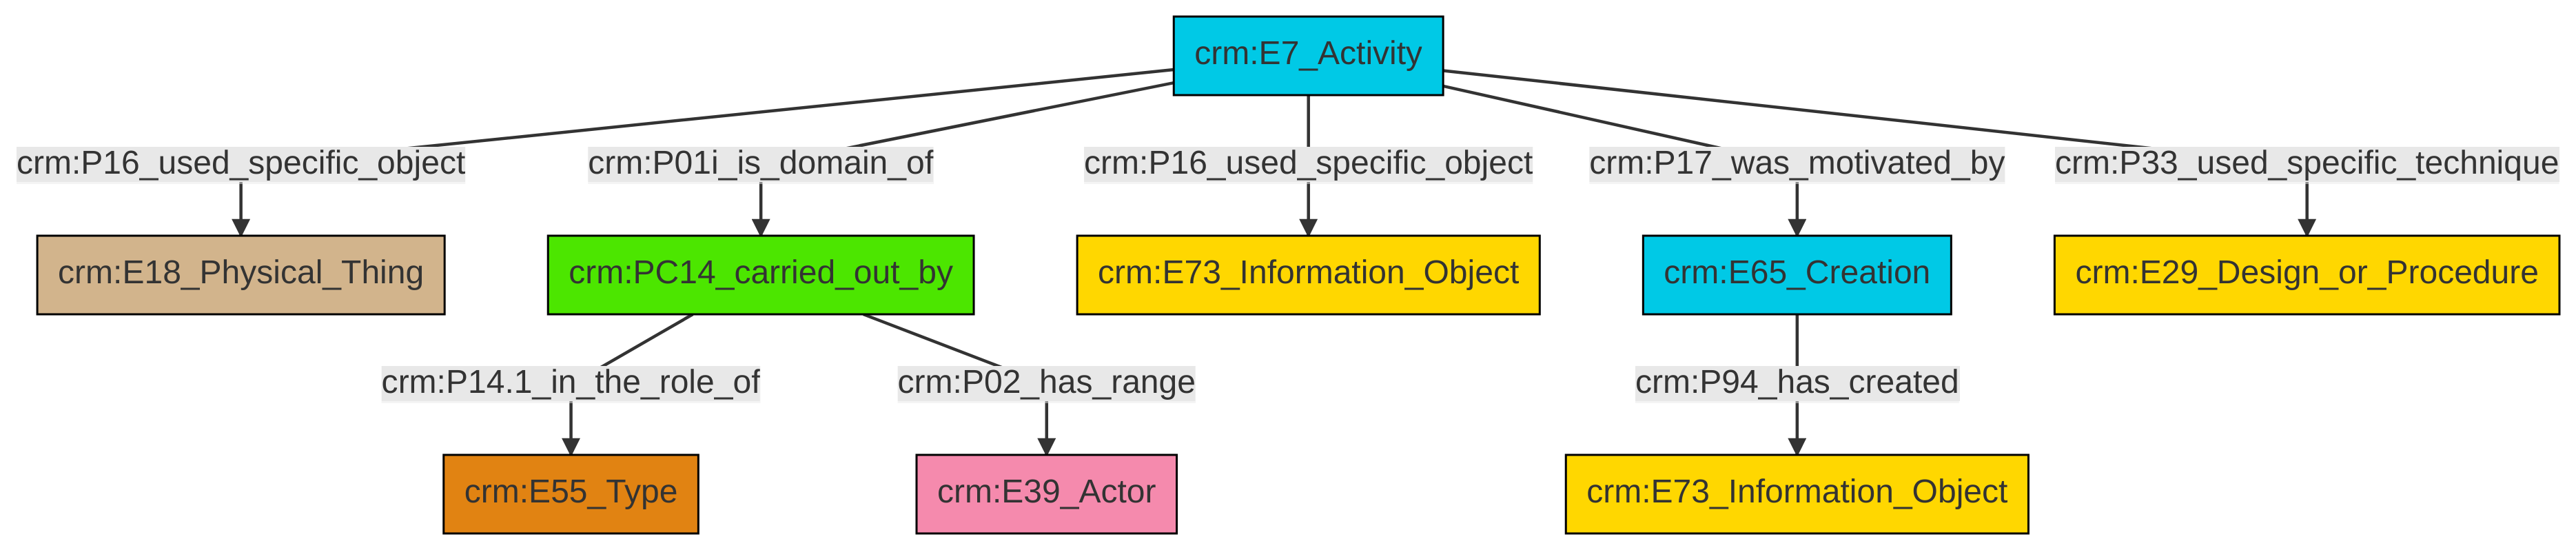 crm:E7_Activity
crm:P16_used_specific_object
crm:P01i_is_domain_of
crm:P16_used_specific_object
crm:P17_was_motivated_by
crm:P33_used_specific_technique
crm:E18_Physical_Thing
crm:PC14_carried_out_by
crm:E73_Information_Object
crm:E65_Creation
crm:E29_Design_or_Procedure
crm:P14.1_in_the_role_of
crm:P02_has_range
crm:P94_has_created
crm:E55_Type
crm:E39_Actor
crm:E73_Information_Object